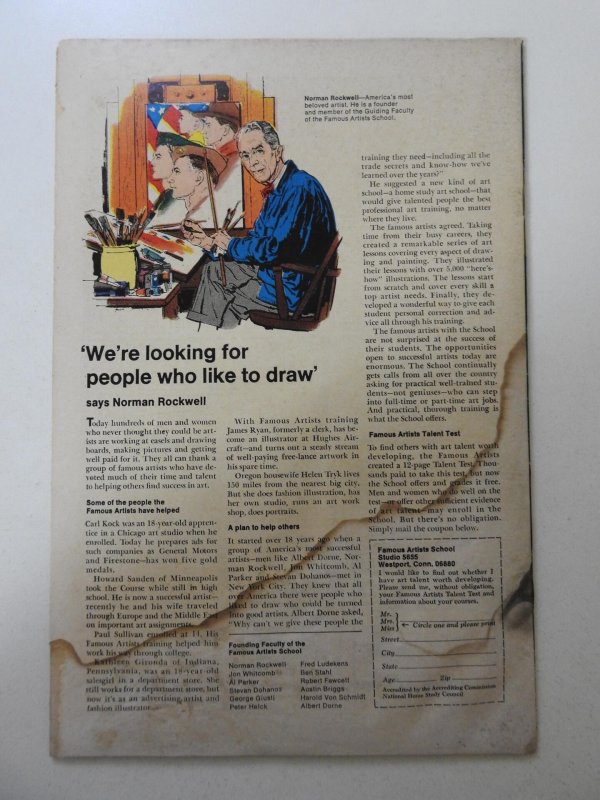 Norman Rockwell—America's most
beloved artist. He is a founder
and member of the Guiding Faculty
of the Famous Artists School.
'We're looking for
people who like to draw'
says Norman Rockwell
Today hundreds of men and women
who never thought they could be art-
ists are working at easels and drawing
boards, making pictures and getting
well paid for it. They all can thank a
group of famous artists who have de-
voted much of their time and talent
to helping others find success in art.
Some of the people the
Famous Artists have helped
Carl Kock was an 18-year-old appren-
tice in a Chicago art studio when he
enrolled. Today he prepares ads for
such companies as General Motors
and Firestone—has won five gold
medals.
Howard Sanden of Minneapolis
took the Course while still in high
school. He is now a successful artist—
recently he and his wife traveled
through Europe and the Middle East
on important art assignments.
Paul Sullivan enrolled at 44. His
Famous Artists training helped him
work his way through college.
Kathleen Gironda of Indiana,
Pennsylvania, was an 18-year-old
salesgirl in a department store. She
still works for a department store, but
now it's as an advertising artist and
fashion illustrator.
With Famous Artists training
James Ryan, formerly a clerk, has be-
come an illustrator at Hughes Air-
craft—and turns out a steady stream
of well-paying free-lance artwork in
his spare time.
Oregon housewife Helen Tryk lives
150 miles from the nearest big city.
But she does fashion illustration, has
her own studio, runs an art work
shop, does portraits.
A plan to help others
It started over 18 years ago when a
group of America's most successful
artists—men like Albert Dorne, Nor-
man Rockwell, Jon Whitcomb, Al
Parker and Stevan Dohanos—met in
New York City. They knew that all
over America there were people who
liked to draw who could be turned
into good artists. Albert Dorne asked,
"Why can't we give these people the
Founding Faculty of the
Famous Artists School
Norman Rockwell
Jon Whitcomb
Al Parker
Stevan Dohanos
George Giusti
Peter Helck
Fred Ludekens
Ben Stahl
Robert Fawcett
Austin Briggs
Harold Von Schmidt
Albert Dorne
training they need—including all the
trade secrets and know-how we've
learned over the years?"
He suggested a new kind of art
school—a home study art school—that
would give talented people the best
professional art training, no matter
where they live.
The famous artists agreed. Taking
time from their busy careers, they
created a remarkable series of art
lessons covering every aspect of draw-
ing and painting. They illustrated
their lessons with over 5,000 "here's-
how" illustrations. The lessons start
from scratch and cover every skill a
top artist needs. Finally, they de-
veloped a wonderful way to give each
student personal correction and ad-
vice all through his training.
The famous artists with the School
are not surprised at the success of
their students. The opportunities
open to successful artists today are
enormous. The School continually
gets calls from all over the country
asking for practical well-trained stu-
dents—not geniuses—who can step
into full-time or part-time art jobs.
And practical, thorough training is
what the School offers.
Famous Artists Talent Test
To find others with art talent worth
developing, the Famous Artists
created a 12-page Talent Test. Thou-
sands paid to take this test, but now
the School offers and grades it free.
Men and women who do well on the
test—or offer other sufficient evidence
of art talent—may enroll in the
School. But there's no obligation.
Simply mail the coupon below.
Famous Artists School
Studio 5655
Westport, Conn. 06880
I would like to find out whether I
have art talent worth developing.
Please send me, without obligation,
your Famous Artists Talent Test and
information about your courses.
Mr.
Mrs. ← Circle one and please print
Miss
Street
City
State
Age Zip
Accredited by the Accrediting Commission
National Home Study Council